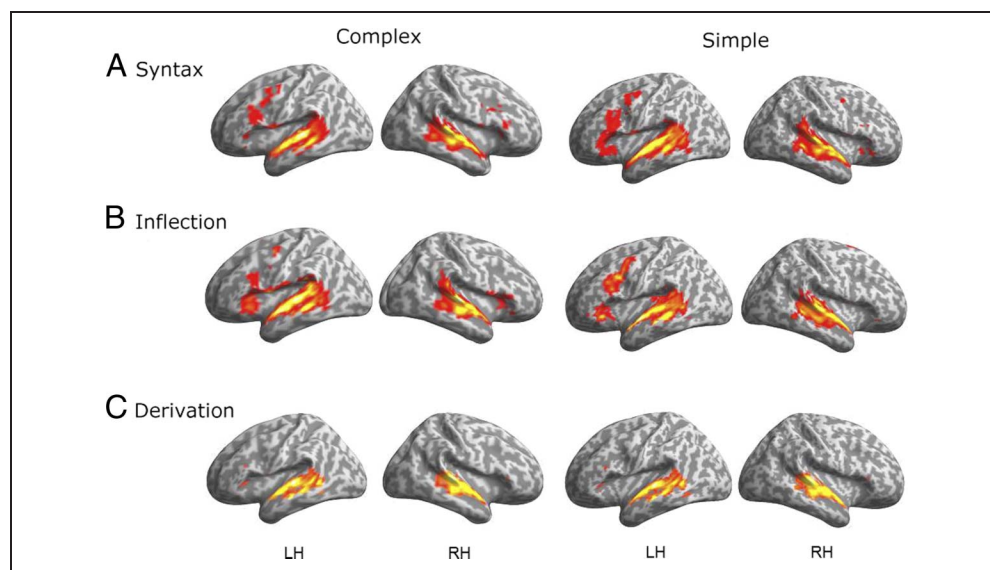 Complex Simple
A Syntax
B Inflection
C Derivation
LH RH LH RH